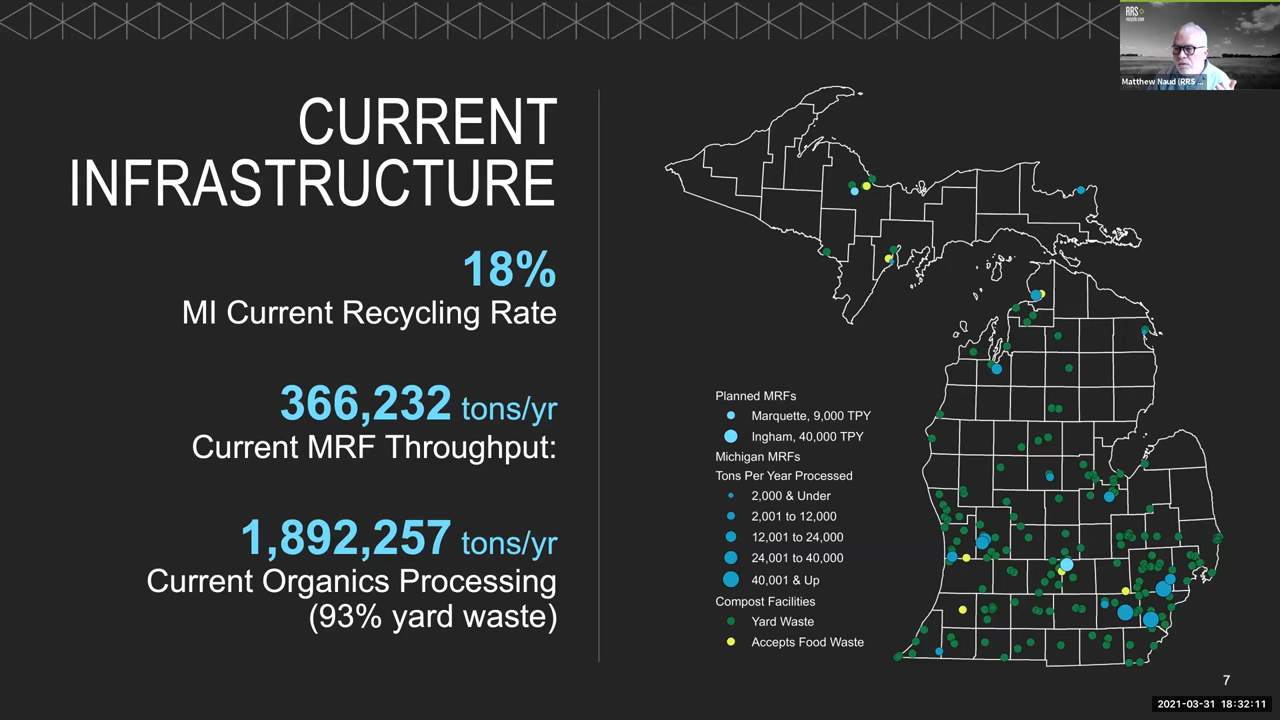 CURRENT
INFRASTRUCTURE
18%
MI Current Recycling Rate
366,232 tons/yr
Current MRF Throughput:
1,892,257 tons/yr
Current Organics Processing
(93% yard waste)
Planned MRFs
Marquette, 9,000 TPY
Ingham, 40,000 TPY
Michigan MRFs
Tons Per Year Processed
2,000 & Under
2,001 to 12,000
12,001 to 24,000
24,001 to 40,000
40,001 & Up
Compost Facilities
Yard Waste
Accepts Food Waste
RRS
recycle.com
Matthew Naud (RRS ...
7
2021-03-31 18:32:11